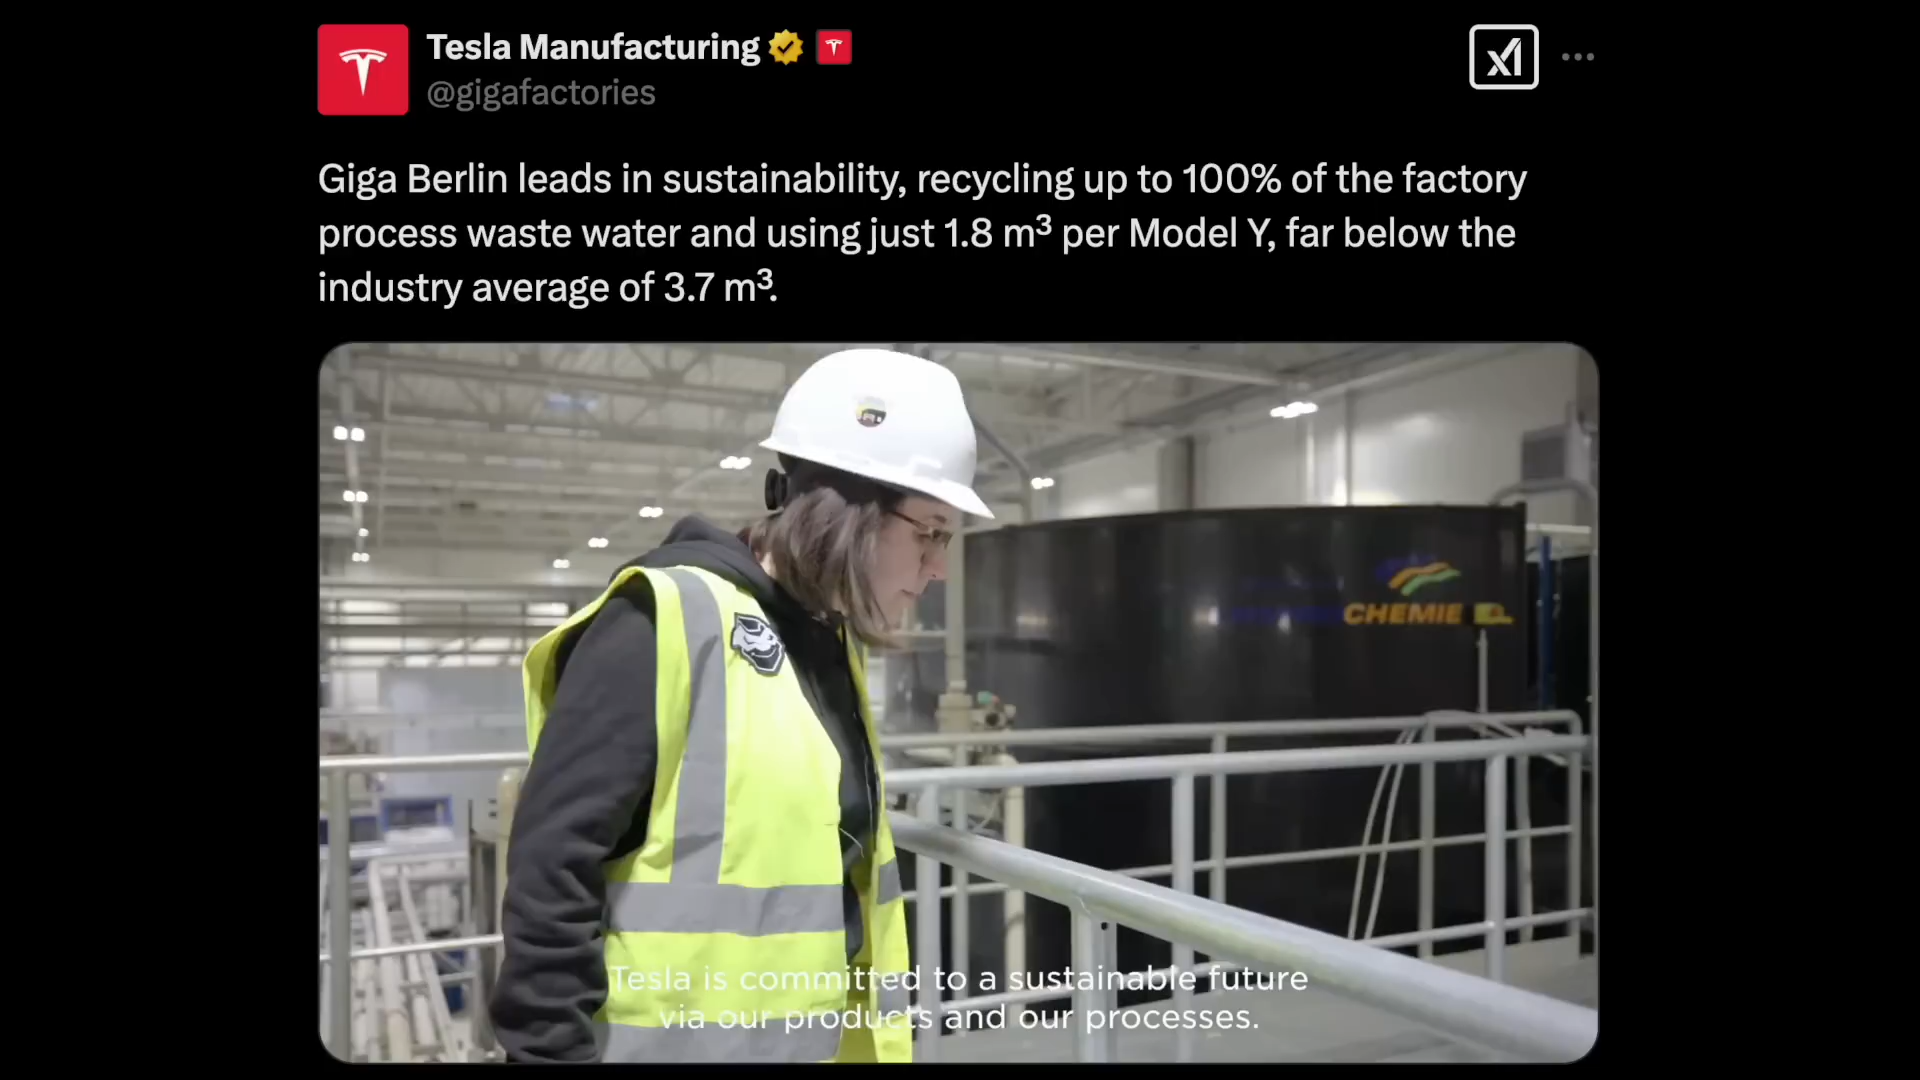 Tesla Manufacturing
@gigafactories
Giga Berlin leads in sustainability, recycling up to 100% of the factory
process waste water and using just 1.8 m³ per Model Y, far below the
industry average of 3.7 m³.
CHEMIE
Tesla is committed to a sustainable future
via our products and our processes.